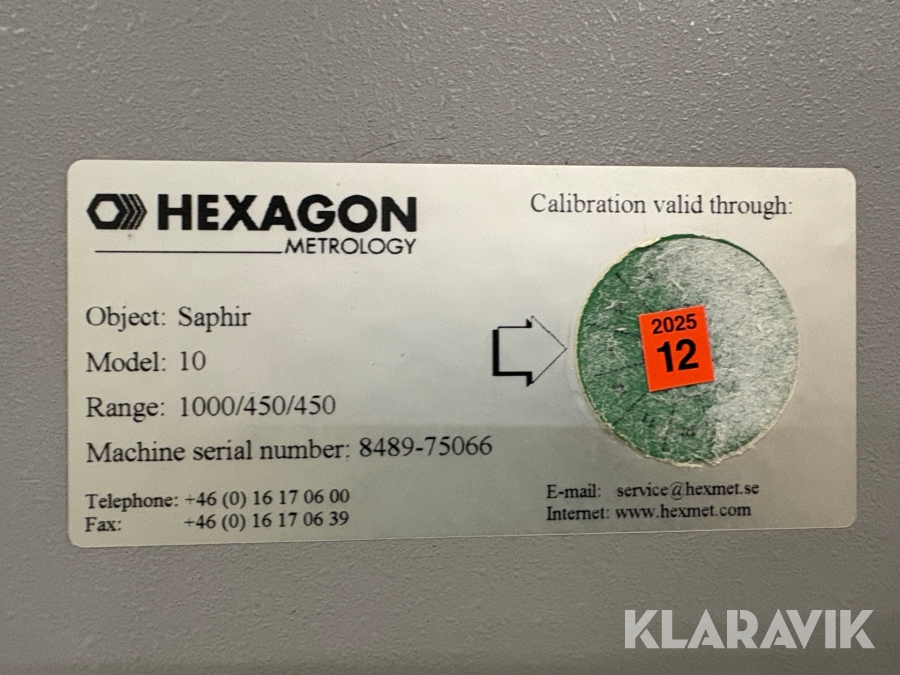 HEXAGON
METROLOGY
Calibration valid through:
Object: Saphir
Model: 10
Range: 1000/450/450
Machine serial number: 8489-75066
Telephone: +46 (0) 16 17 06 00
Fax: +46 (0) 16 17 06 39
2025
12
E-mail: service@hexmet.se
Internet: www.hexmet.com
KLARAVIK